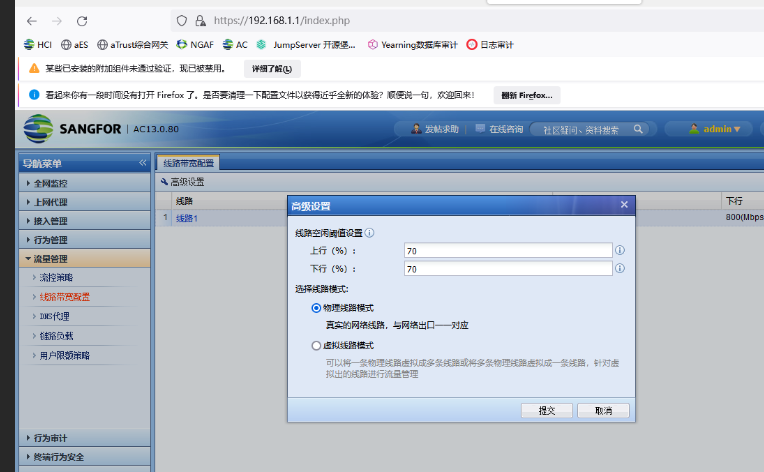 https://192.168.1.1/index.php
HCI aES aTrust综合网关 NGAF AC JumpServer 开源堡... Yearning数据库审计 日志审计
某些已安装的附加组件未通过验证，现已被禁用。 详细了解(L)
看起来你有一段时间没有打开 Firefox 了。是否要清理一下配置文件以获得近乎全新的体验？顺便说一句，欢迎回来！ 翻新 Firefox...
SANGFOR | AC13.0.80 发帖求助 在线咨询 社区疑问、资料搜索 admin
导航菜单 线路带宽配置
全网监控 高级设置
上网代理 线路 下行
接入管理 1 线路1 800(Mbps
行为管理
流量管理
流控策略
线路带宽配置
DNS代理
链路负载
用户限额策略
行为审计
终端行为安全
高级设置
线路空闲阈值设置
上行（%）： 70
下行（%）： 70
选择线路模式：
物理线路模式
真实的网络线路，与网络出口一一对应
虚拟线路模式
可以将一条物理线路虚拟成多条线路或将多条物理线路虚拟成一条线路，针对虚
拟出的线路进行流量管理
提交 取消